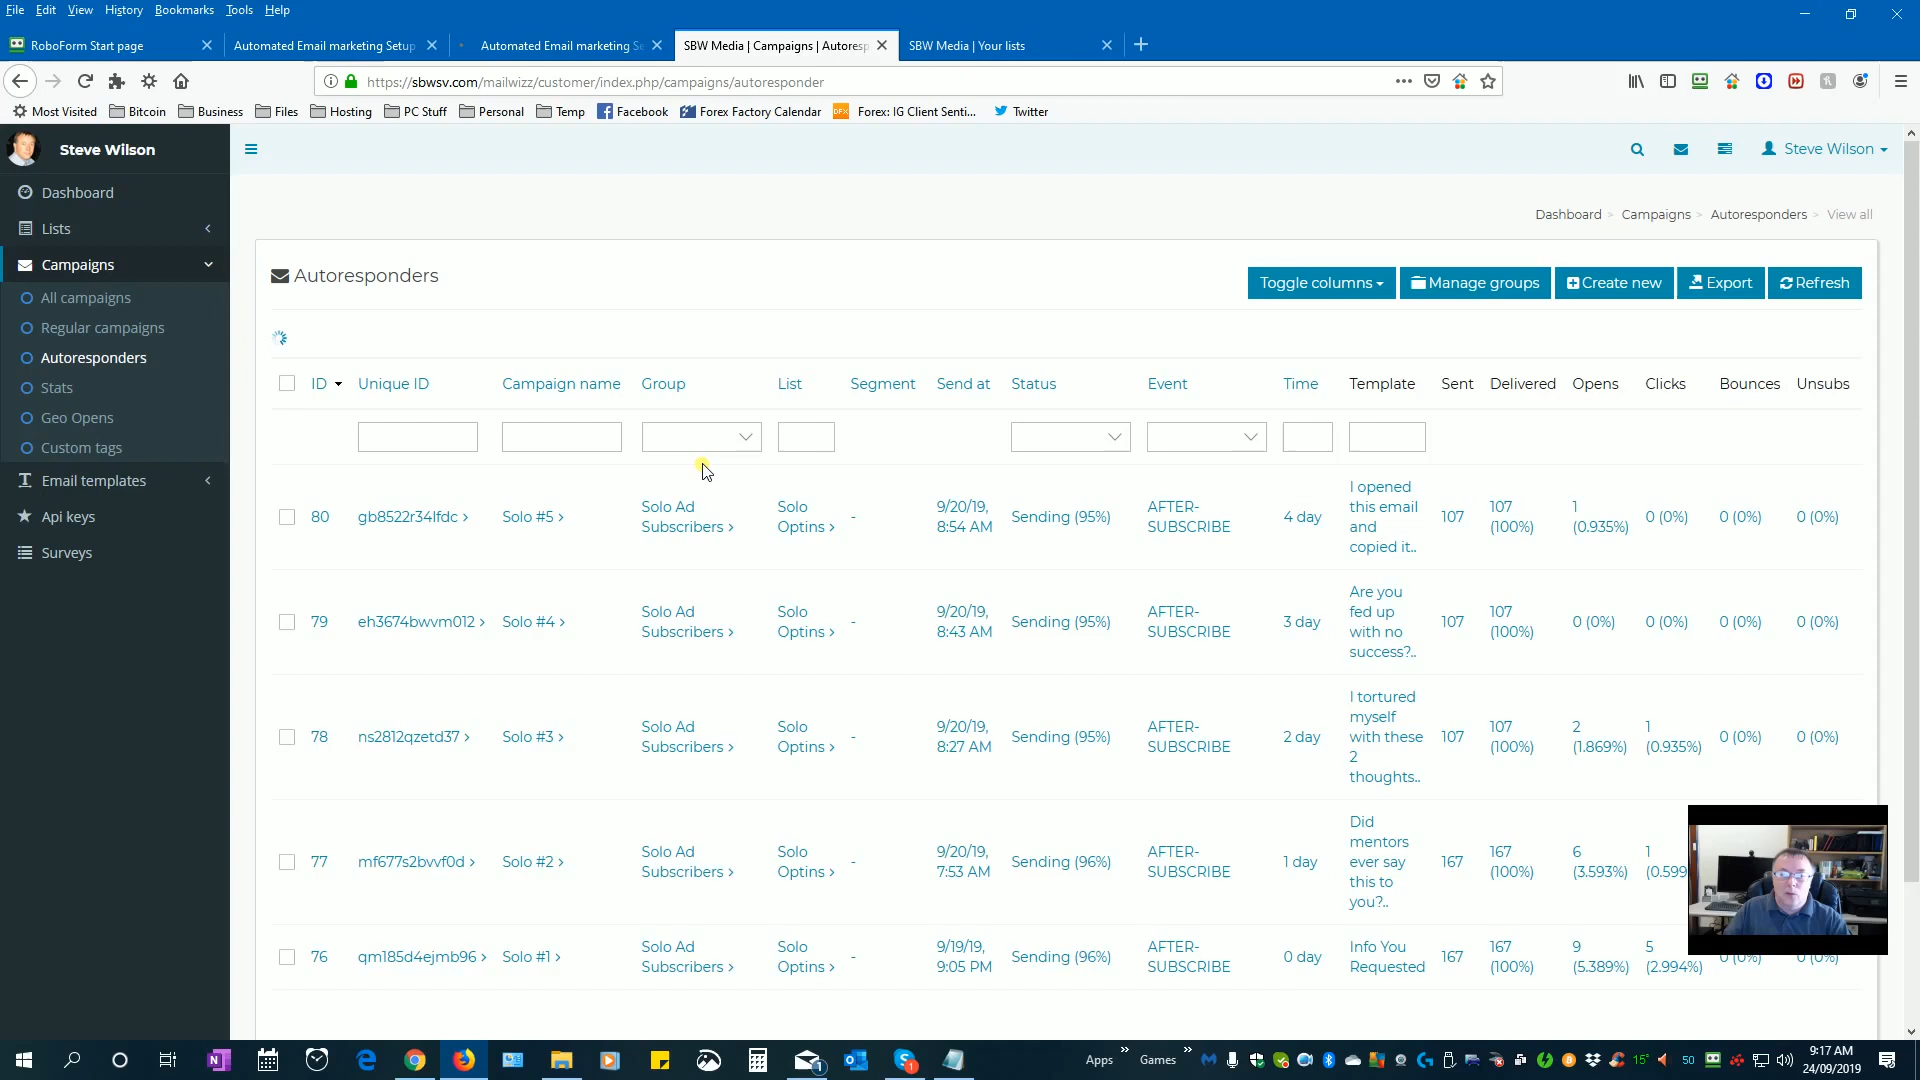 File Edit View History Bookmarks Tools Help
RoboForm Start page
Automated Email marketing Setup
Automated Email marketing Se
SBW Media | Campaigns | Autoresp
SBW Media | Your lists
https://sbwsv.com/mailwizz/customer/index.php/campaigns/autoresponder
Most Visited Bitcoin Business Files Hosting PC Stuff Personal Temp Facebook Forex Factory Calendar DFX Forex: IG Client Senti... Twitter
Steve Wilson
Steve Wilson
Dashboard
Lists
Campaigns
All campaigns
Regular campaigns
Autoresponders
Stats
Geo Opens
Custom tags
Email templates
Api keys
Surveys
Dashboard > Campaigns > Autoresponders > View all
Autoresponders
Toggle columns Manage groups Create new Export Refresh
ID Unique ID Campaign name Group List Segment Send at Status Event Time Template Sent Delivered Opens Clicks Bounces Unsubs
80 gb8522r34lfdc > Solo #5 > Solo Ad Subscribers > Solo Optins > - 9/20/19, 8:54 AM Sending (95%) AFTER-SUBSCRIBE 4 day I opened this email and copied it.. 107 107 (100%) 1 (0.935%) 0 (0%) 0 (0%) 0 (0%)
79 eh3674bwvm012 > Solo #4 > Solo Ad Subscribers > Solo Optins > - 9/20/19, 8:43 AM Sending (95%) AFTER-SUBSCRIBE 3 day Are you fed up with no success?.. 107 107 (100%) 0 (0%) 0 (0%) 0 (0%) 0 (0%)
78 ns2812qzetd37 > Solo #3 > Solo Ad Subscribers > Solo Optins > - 9/20/19, 8:27 AM Sending (95%) AFTER-SUBSCRIBE 2 day I tortured myself with these 2 thoughts.. 107 107 (100%) 2 (1.869%) 1 (0.935%) 0 (0%) 0 (0%)
77 mf677s2bvvf0d > Solo #2 > Solo Ad Subscribers > Solo Optins > - 9/20/19, 7:53 AM Sending (96%) AFTER-SUBSCRIBE 1 day Did mentors ever say this to you?.. 167 167 (100%) 6 (3.593%) 1 (0.599
76 qm185d4ejmb96 > Solo #1 > Solo Ad Subscribers > Solo Optins > - 9/19/19, 9:05 PM Sending (96%) AFTER-SUBSCRIBE 0 day Info You Requested 167 167 (100%) 9 (5.389%) 5 (2.994%) 0 (0%) 0 (0%)
Apps Games 15° 50 9:17 AM
24/09/2019